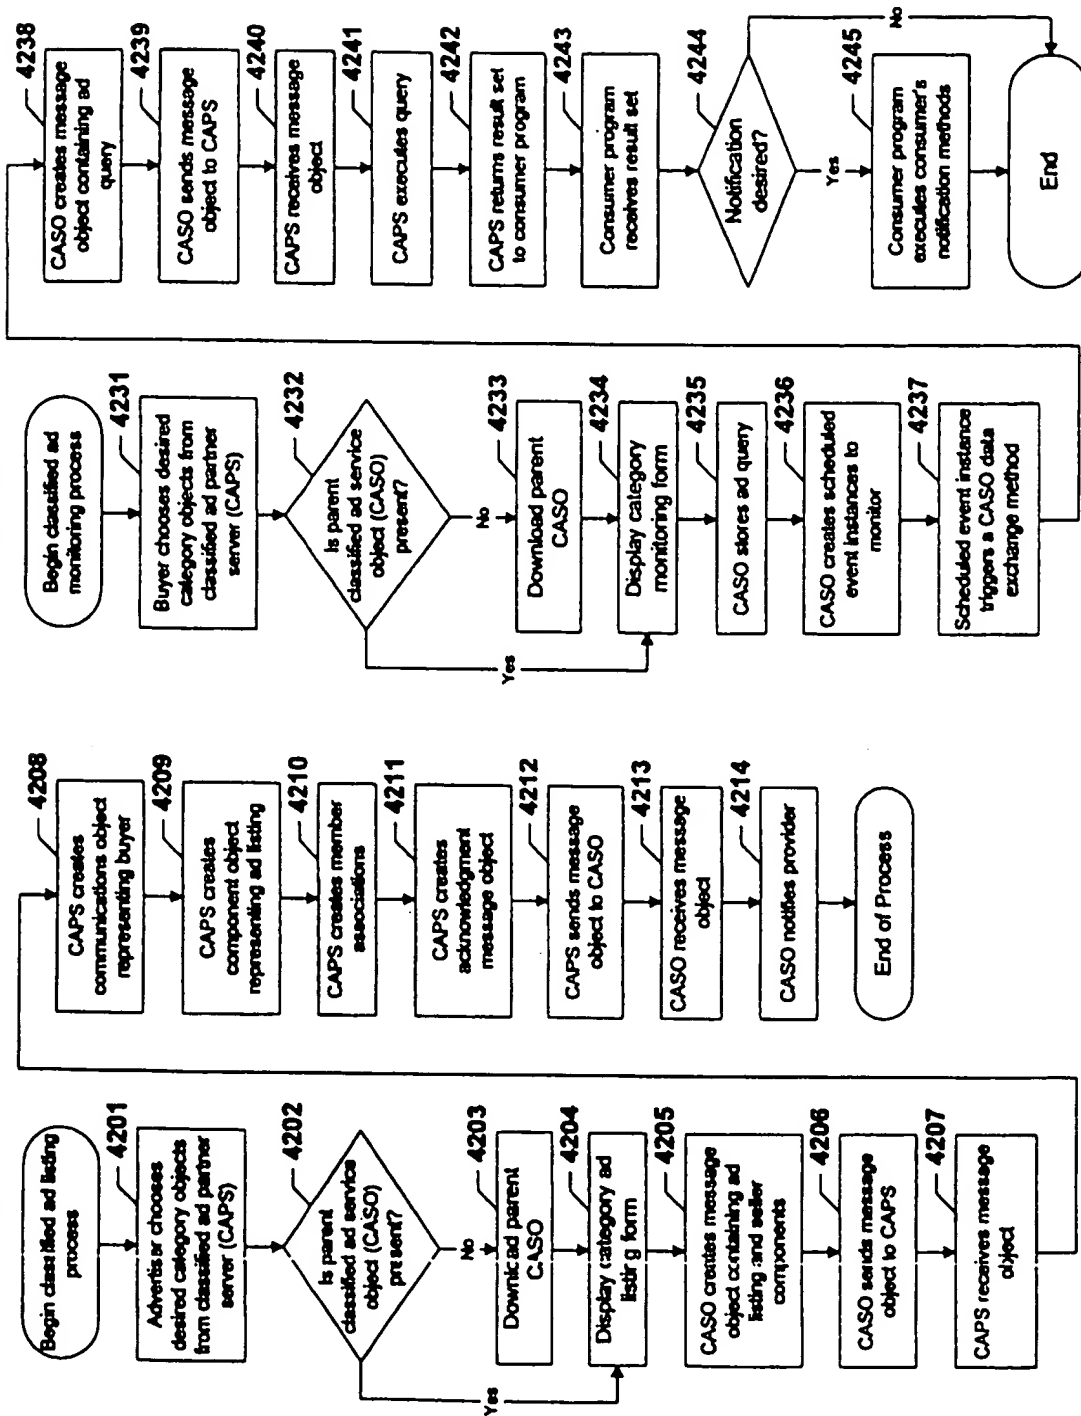 Begin classified ad listing
process
4201
Advertiser chooses
desired category objects
from classified ad partner
server (CAPS)
4202
Is parent
classified ad service
object (CASO)
present?
Yes
No
4203
Download parent
CASO
4204
Display category ad
listing form
4205
CASO creates message
object containing ad
listing and seller
components
4206
CASO sends message
object to CAPS
4207
CAPS receives message
object
4208
CAPS creates
communications object
representing buyer
4209
CAPS creates
component object
representing ad listing
4210
CAPS creates member
associations
4211
CAPS creates
acknowledgment
message object
4212
CAPS sends message
object to CASO
4213
CASO receives message
object
4214
CASO notifies provider
End of Process
Begin classified ad
monitoring process
4231
Buyer chooses desired
category objects from
classified ad partner
server (CAPS)
4232
Is parent
classified ad service
object (CASO)
present?
Yes
No
4233
Download parent
CASO
4234
Display category
monitoring form
4235
CASO stores ad query
4236
CASO creates scheduled
event instances to
monitor
4237
Scheduled event instance
triggers a CASO data
exchange method
4238
CASO creates message
object containing ad
query
4239
CASO sends message
object to CAPS
4240
CAPS receives message
object
4241
CAPS executes query
4242
CAPS returns result set
to consumer program
4243
Consumer program
receives result set
4244
Notification
desired?
Yes
No
4245
Consumer program
executes consumer's
notification methods
End